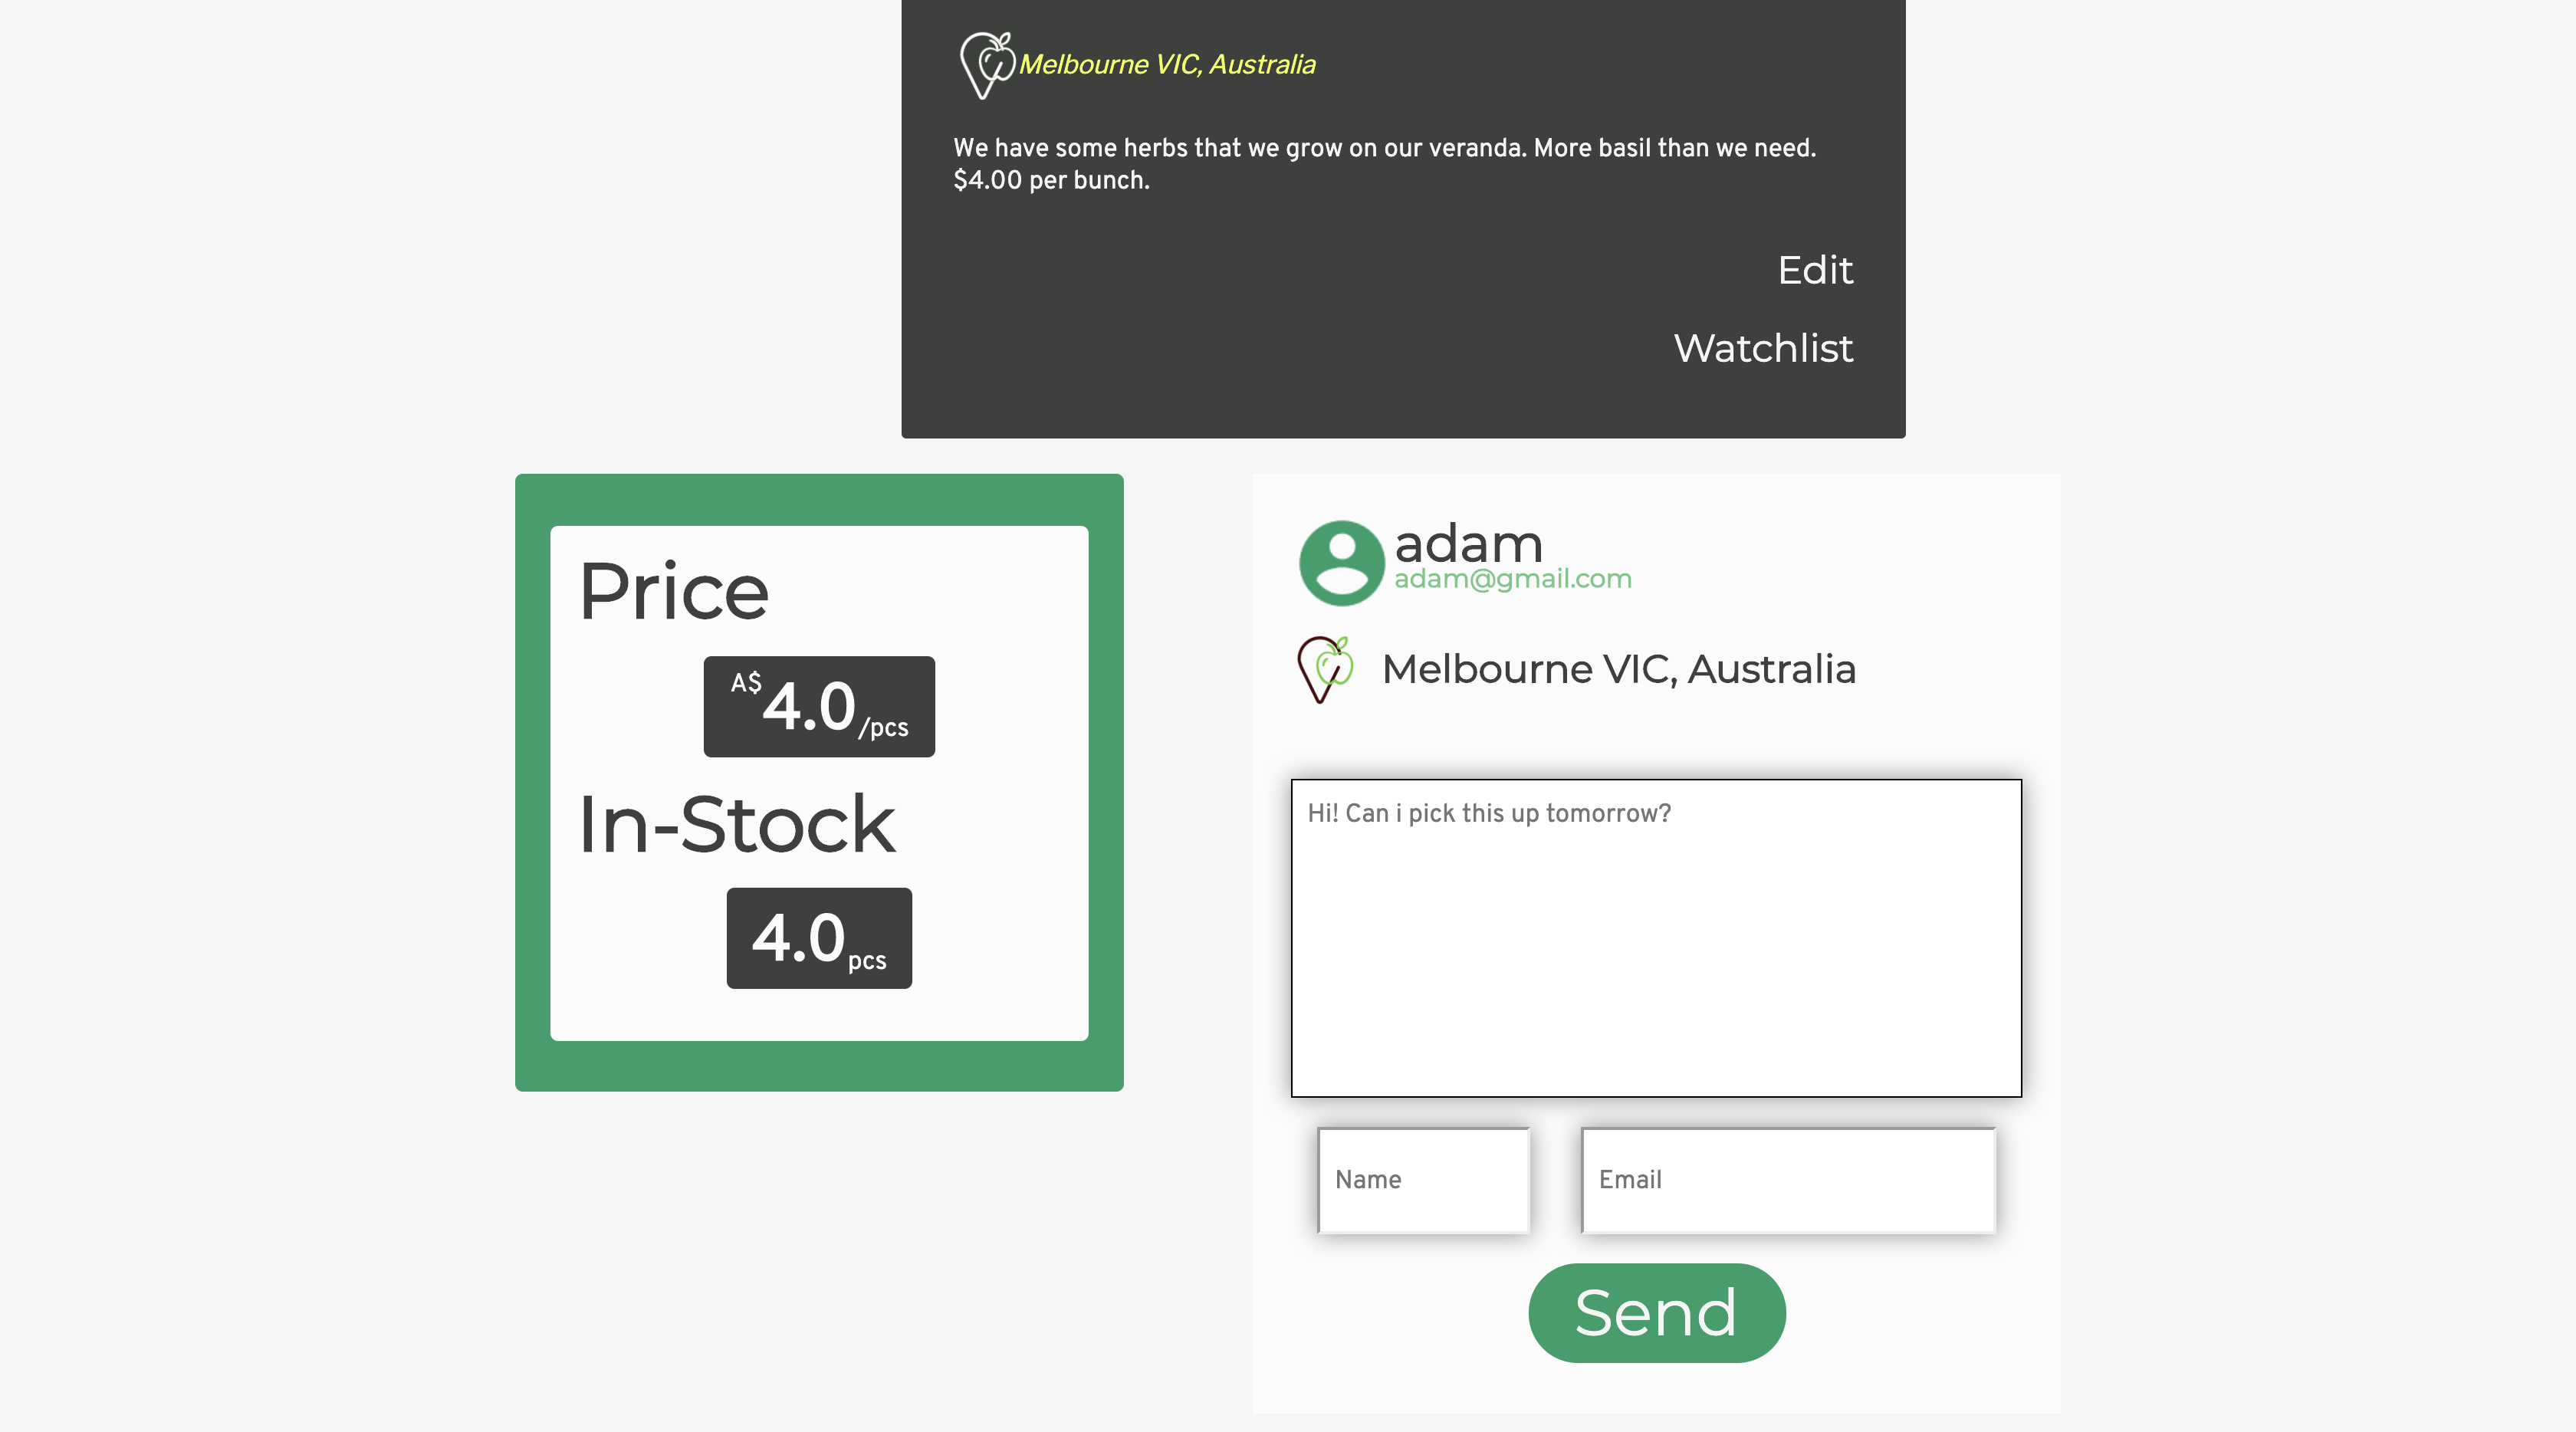 Melbourne VIC, Australia
We have some herbs that we grow on our veranda. More basil than we need.
$4.00 per bunch.
Edit
Watchlist
Price
A$4.0/pcs
In-Stock
4.0pcs
adam
adam@gmail.com
Melbourne VIC, Australia
Hi! Can i pick this up tomorrow?
Name
Email
Send